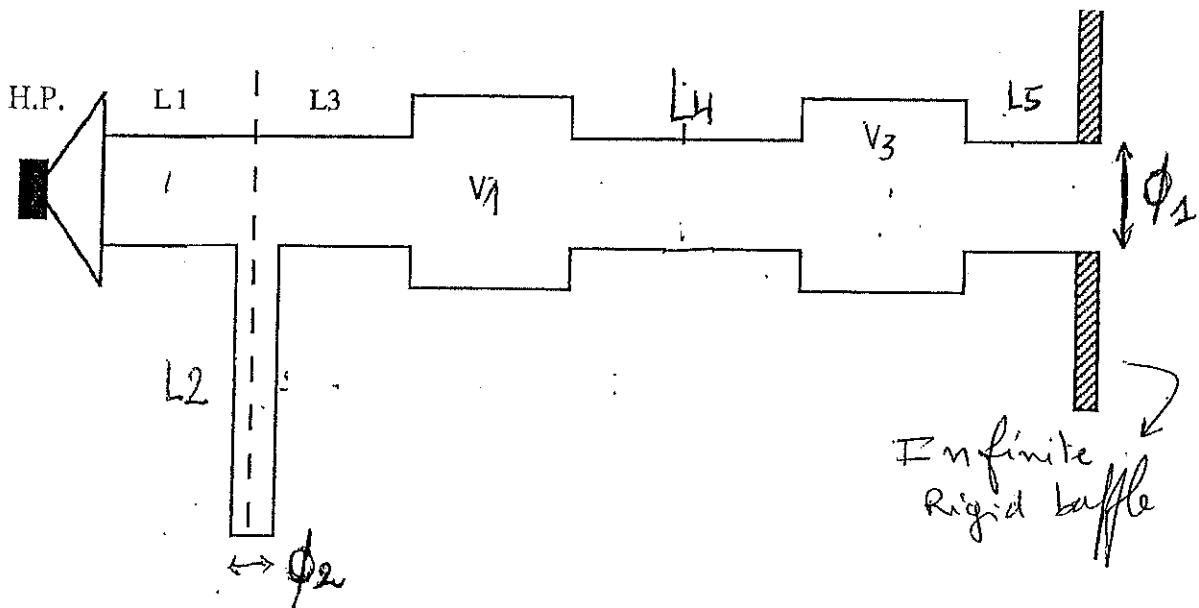 H.P.
L1
L3
L4
L5
V1
V3
ϕ1
L2
ϕ2
Infinite
Rigid baffle